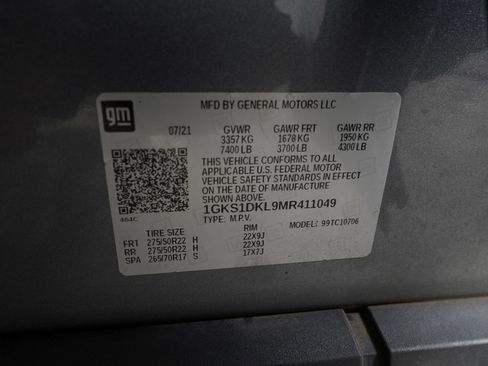 gm
MFD BY GENERAL MOTORS LLC
07/21 GVWR GAWR FRT GAWR RR
3357 KG 1678 KG 1950 KG
7400 LB 3700 LB 4300 LB
THIS VEHICLE CONFORMS TO ALL
APPLICABLE U.S. FEDERAL MOTOR
VEHICLE SAFETY STANDARDS IN EFFECT
ON THE DATE OF MANUFACTURE
1GKS1DKL9MR411049
TYPE: M.P.V. MODEL: 99TC10706
464C
TIRE SIZE RIM
FRT 275/50R22 H 22X9J
RR 275/50R22 H 22X9J
SPA 265/70R17 S 17X7J